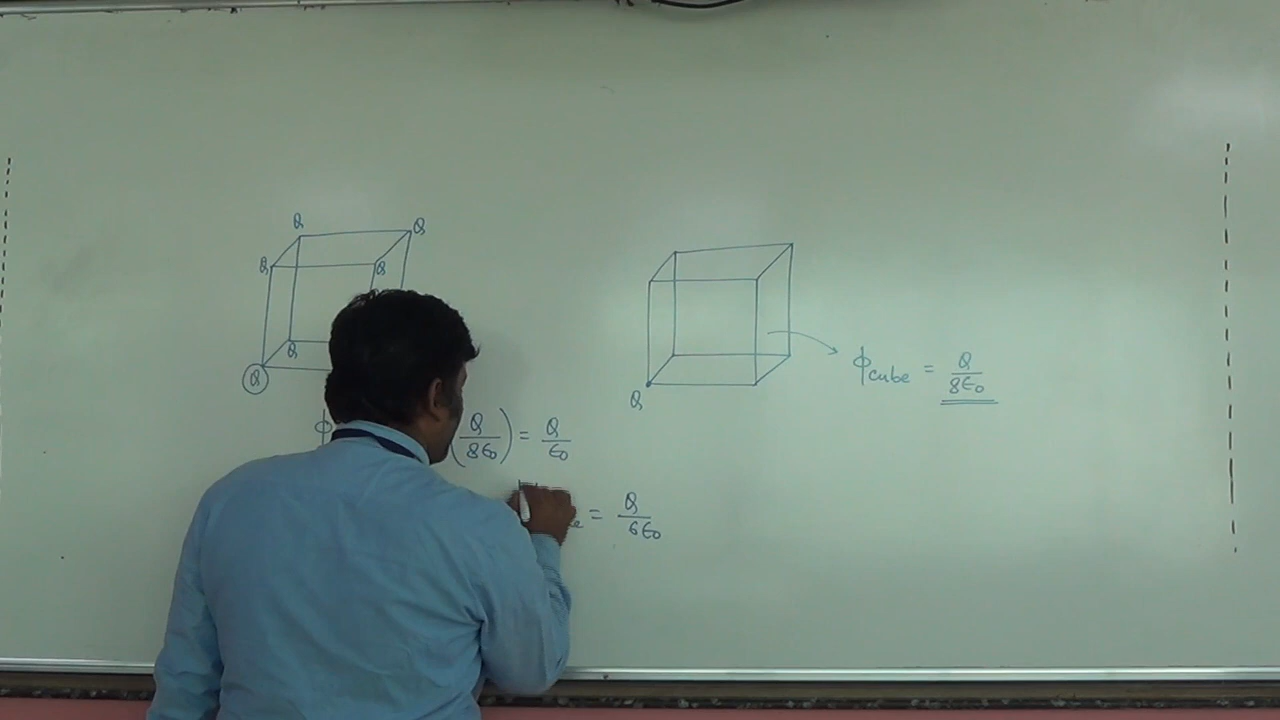 Q Q
Q Q
Q
Q
Q
ϕcube = Q/8ϵ₀
ϕ (Q/8ϵ₀) = Q/ϵ₀
= Q/6ϵ₀